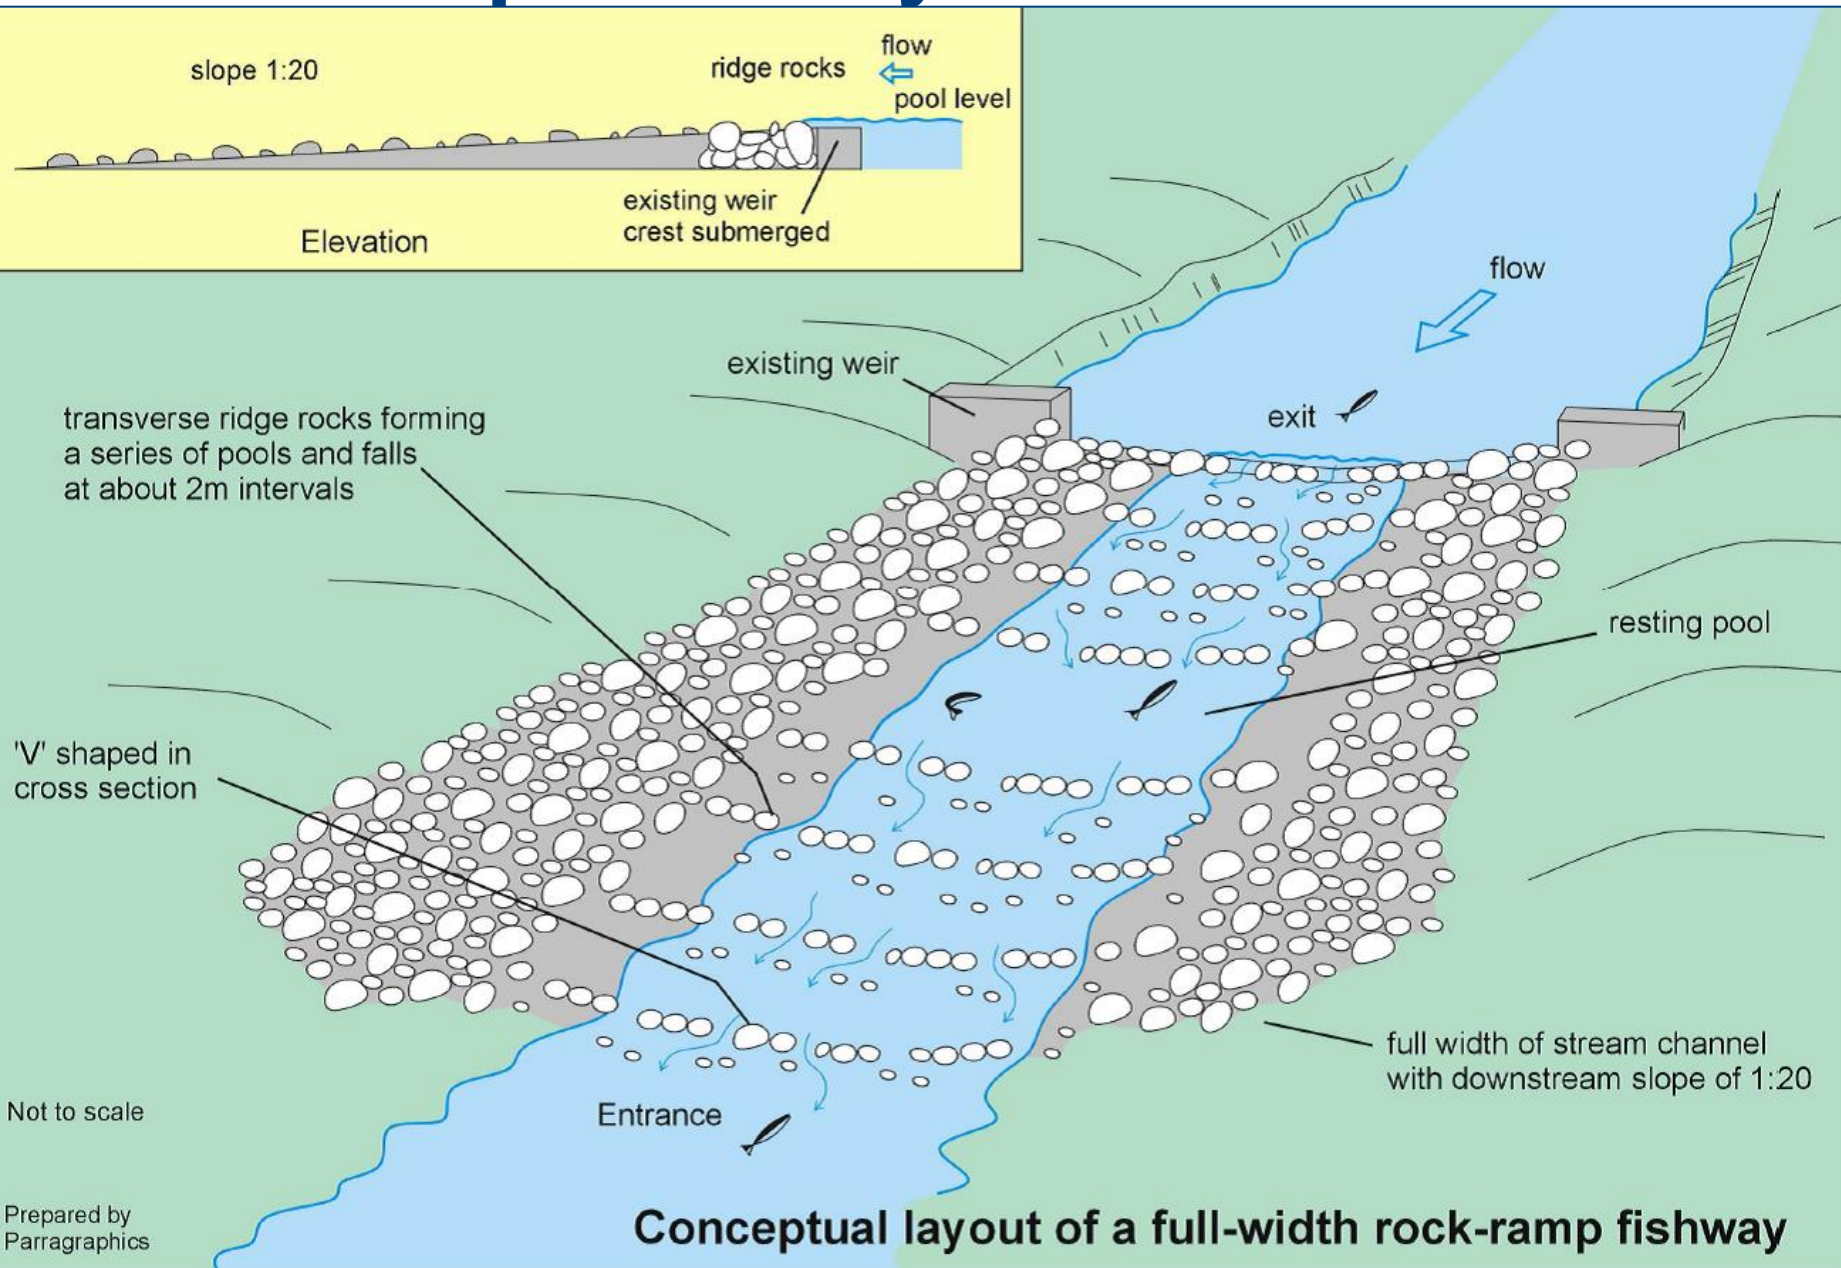 slope 1:20
ridge rocks
flow
pool level
existing weir
crest submerged
Elevation
flow
existing weir
exit
transverse ridge rocks forming
a series of pools and falls
at about 2m intervals
resting pool
'V' shaped in
cross section
full width of stream channel
with downstream slope of 1:20
Not to scale
Entrance
Prepared by
Parragraphics
Conceptual layout of a full-width rock-ramp fishway